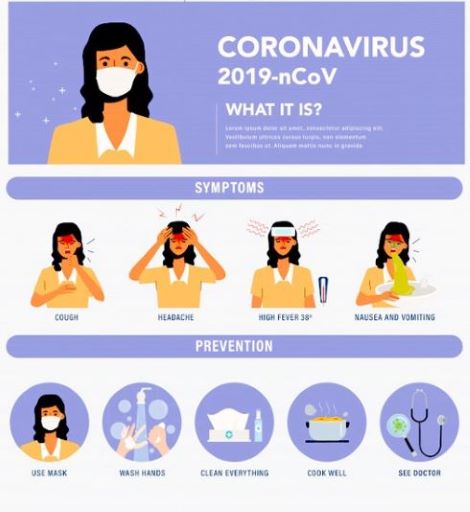 CORONAVIRUS
2019-nCoV
WHAT IT IS?
Lorem ipsum dolor sit amet, consectetur adipiscing elit.
Vestibulum ultrices cursus turpis, non elementum
sem faucibus at. Aliquam mattis nunc in gravida.
SYMPTOMS
COUGH
HEADACHE
HIGH FEVER 38°
NAUSEA AND VOMITING
PREVENTION
USE MASK
WASH HANDS
CLEAN EVERYTHING
COOK WELL
SEE DOCTOR